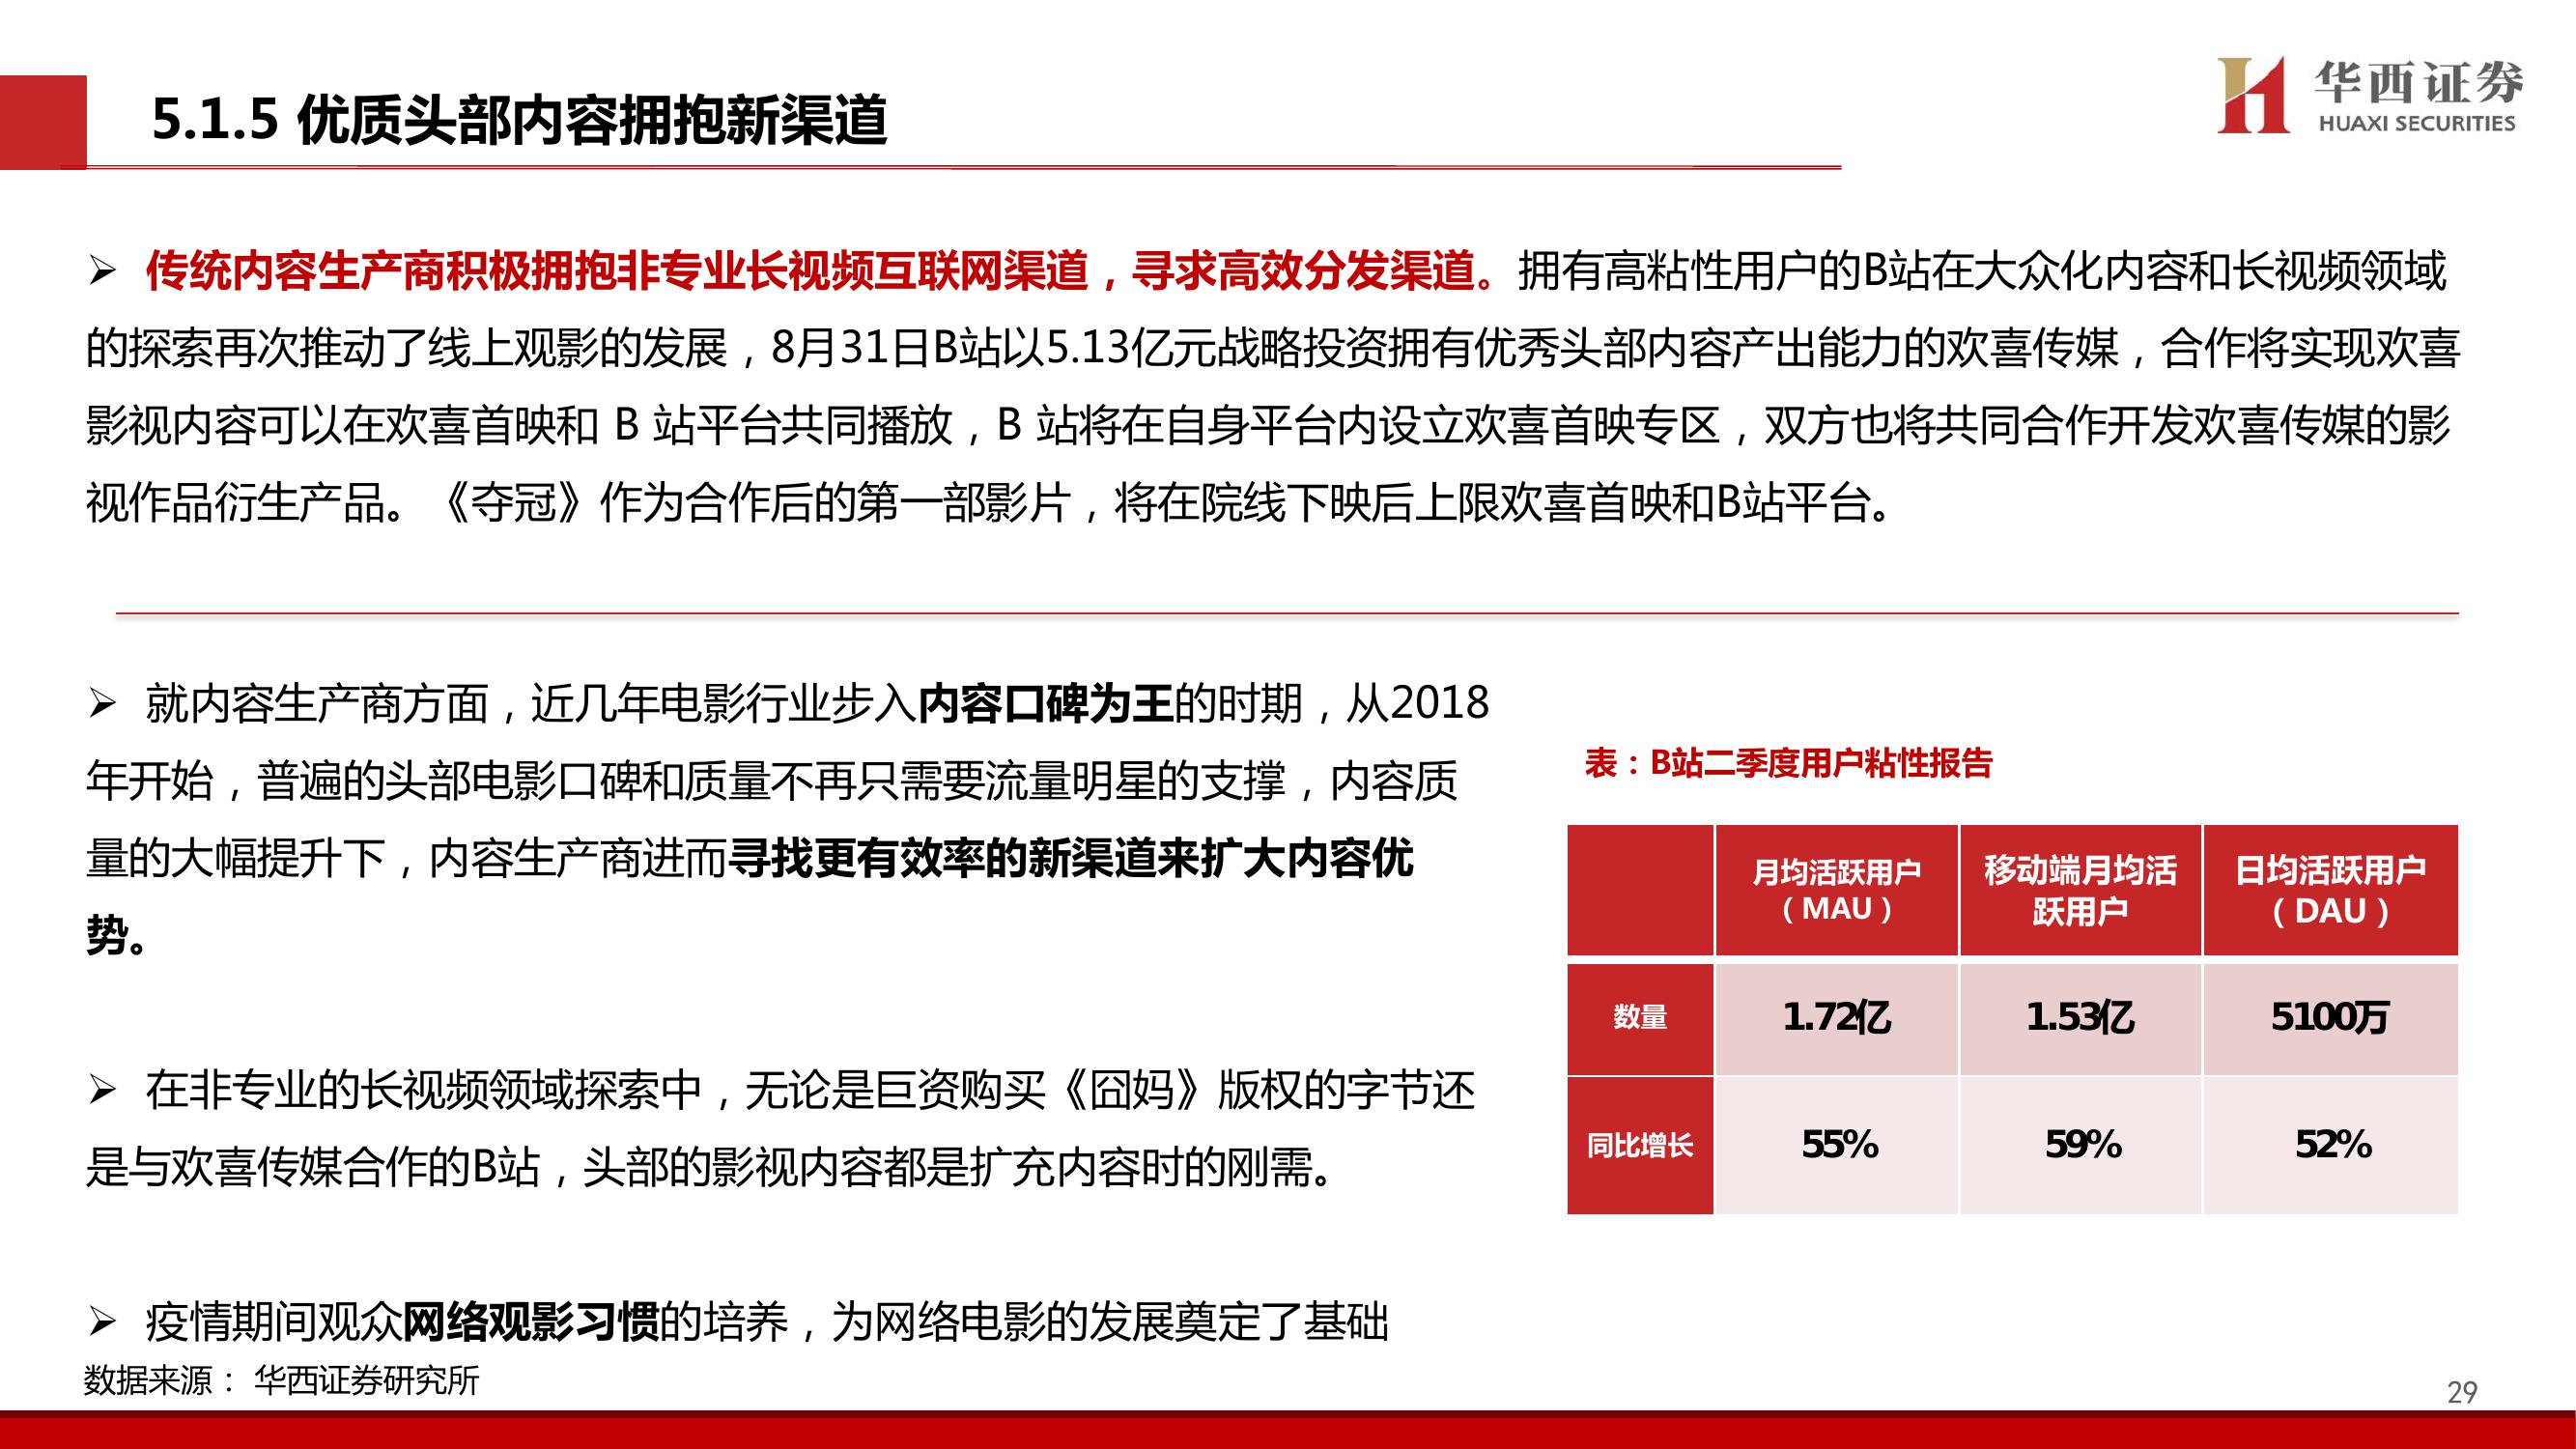 5.1.5 优质头部内容拥抱新渠道
华西证券
HUAXI SECURITIES
➢ 传统内容生产商积极拥抱非专业长视频互联网渠道，寻求高效分发渠道。拥有高粘性用户的B站在大众化内容和长视频领域
的探索再次推动了线上观影的发展，8月31日B站以5.13亿元战略投资拥有优秀头部内容产出能力的欢喜传媒，合作将实现欢喜
影视内容可以在欢喜首映和 B 站平台共同播放，B 站将在自身平台内设立欢喜首映专区，双方也将共同合作开发欢喜传媒的影
视作品衍生产品。《夺冠》作为合作后的第一部影片，将在院线下映后上限欢喜首映和B站平台。
➢ 就内容生产商方面，近几年电影行业步入内容口碑为王的时期，从2018
年开始，普遍的头部电影口碑和质量不再只需要流量明星的支撑，内容质
量的大幅提升下，内容生产商进而寻找更有效率的新渠道来扩大内容优
势。
➢ 在非专业的长视频领域探索中，无论是巨资购买《囧妈》版权的字节还
是与欢喜传媒合作的B站，头部的影视内容都是扩充内容时的刚需。
➢ 疫情期间观众网络观影习惯的培养，为网络电影的发展奠定了基础
表：B站二季度用户粘性报告
月均活跃用户
（MAU）
移动端月均活
跃用户
日均活跃用户
（DAU）
数量 1.72亿 1.53亿 5100万
同比增长 55% 59% 52%
数据来源： 华西证券研究所
29